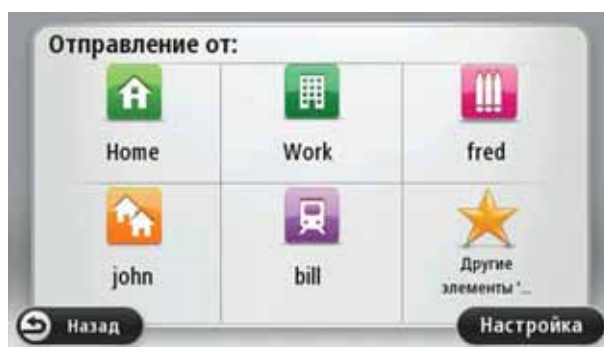 Отправление от:
Home
Work
fred
john
bill
Другие
элементы '...
Назад
Настройка